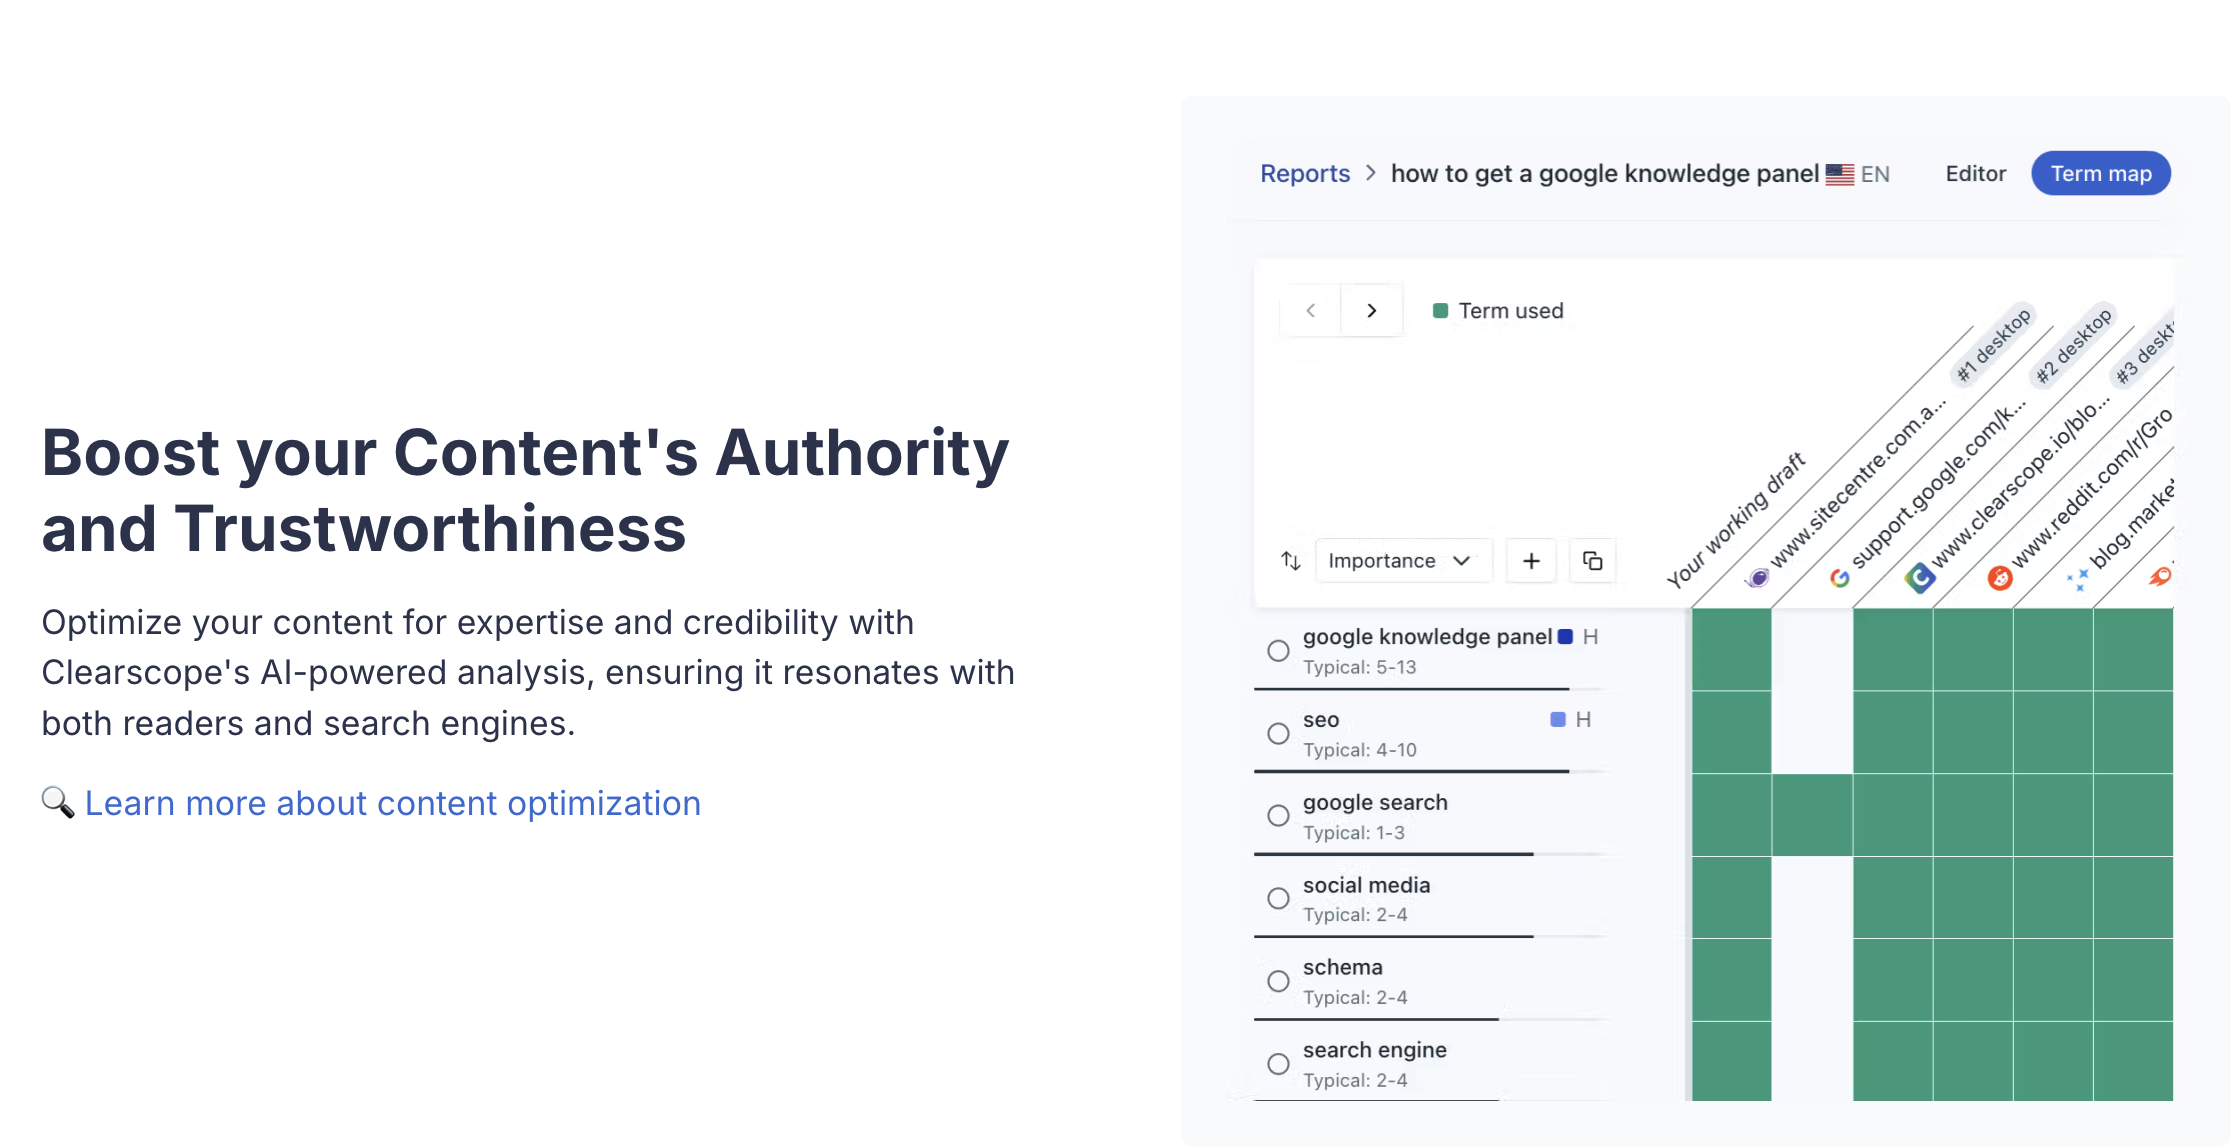 Boost your Content's Authority
and Trustworthiness
Optimize your content for expertise and credibility with
Clearscope's AI-powered analysis, ensuring it resonates with
both readers and search engines.
Learn more about content optimization
Reports > how to get a google knowledge panel EN
Editor
Term map
Term used
Importance
Your working draft
www.sitecentre.com.a... #1 desktop
support.google.com/k... #2 desktop
www.clearscope.io/blo... #3 deskt
www.reddit.com/r/Gro
blog.market
google knowledge panel H
Typical: 5-13
seo H
Typical: 4-10
google search
Typical: 1-3
social media
Typical: 2-4
schema
Typical: 2-4
search engine
Typical: 2-4